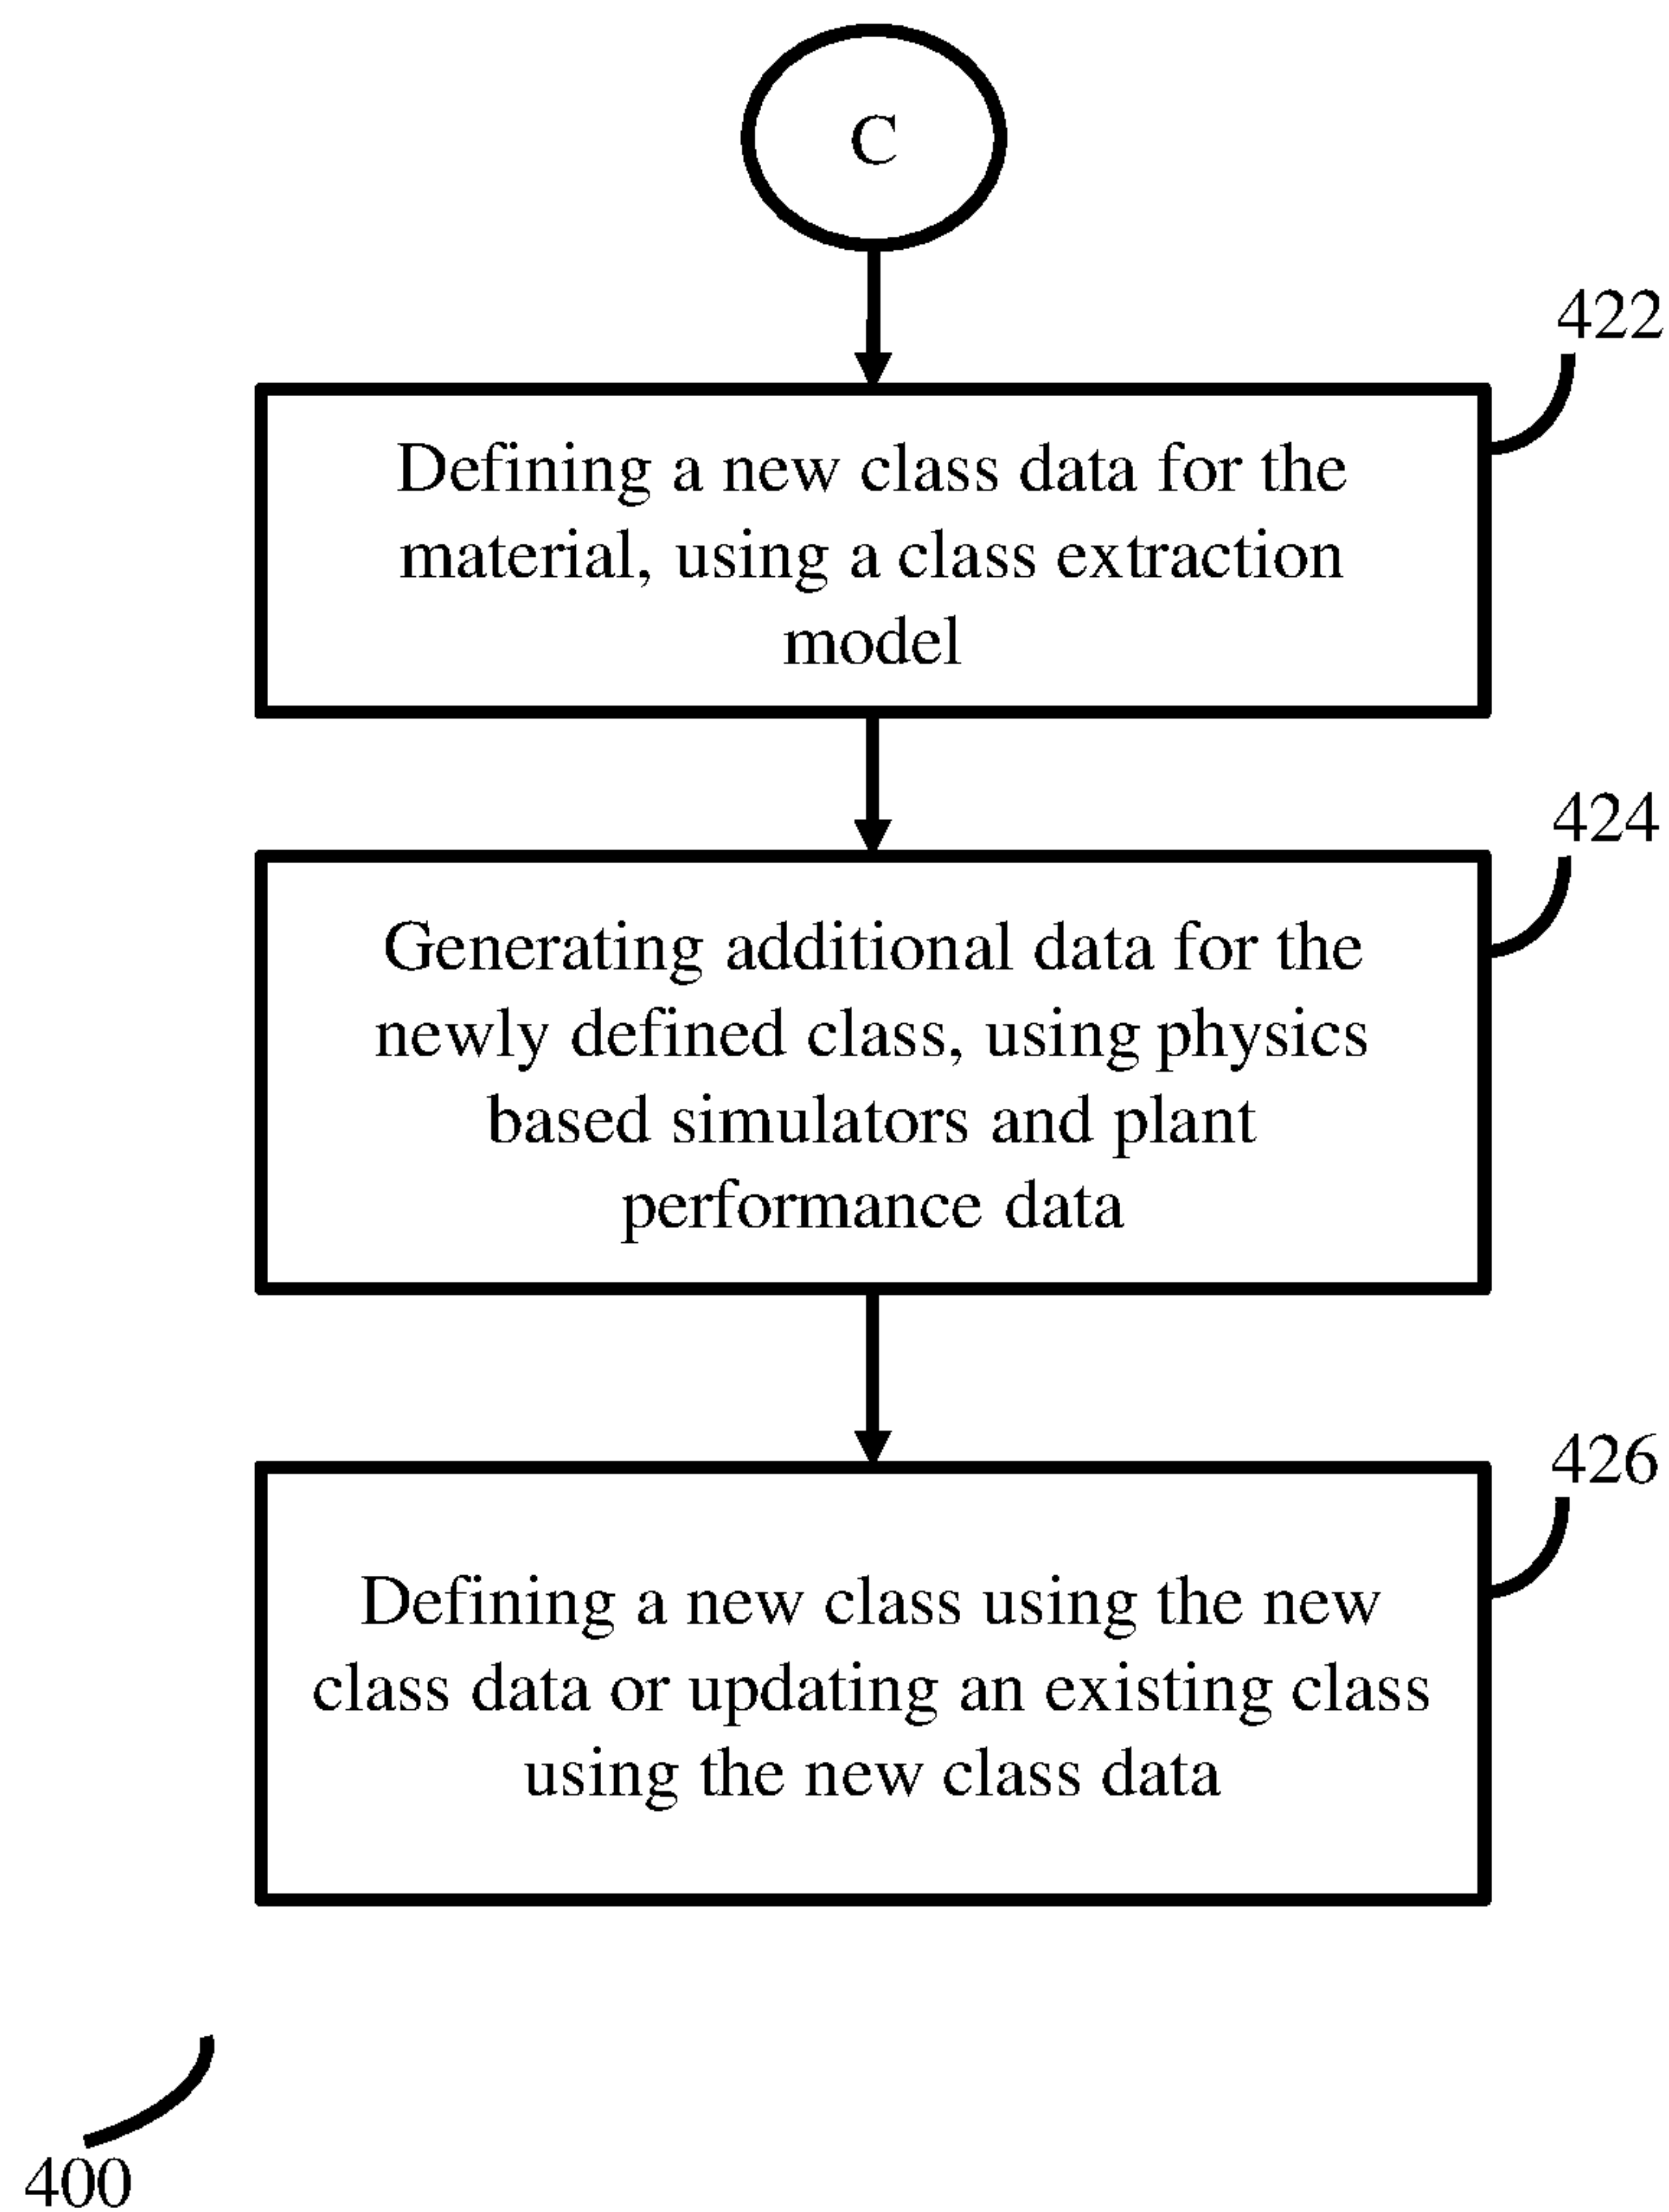 C
422
Defining a new class data for the
material, using a class extraction
model
424
Generating additional data for the
newly defined class, using physics
based simulators and plant
performance data
426
Defining a new class using the new
class data or updating an existing class
using the new class data
400